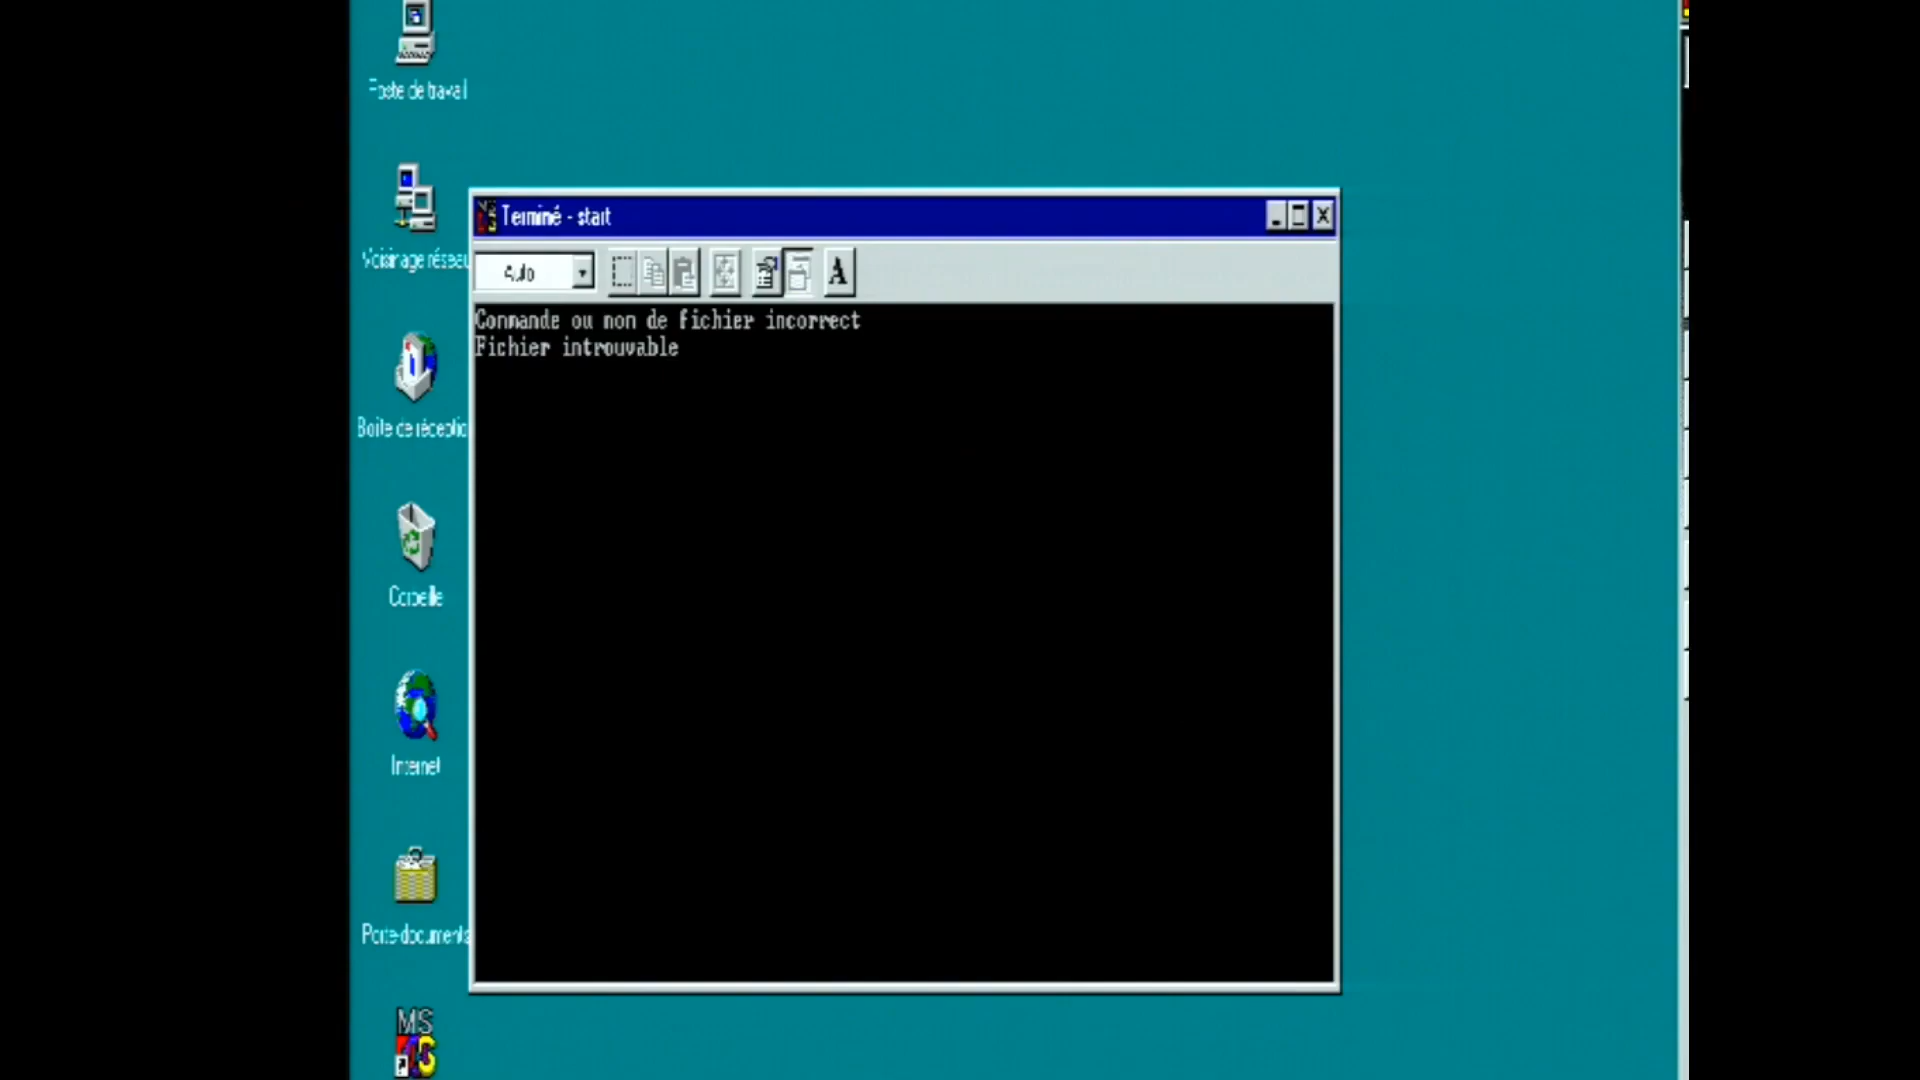 Poste de travail
Voisinage réseau
Boîte de réceptio
Corbeille
Internet
Porte-documents
MS
Terminé - start
Auto
A
Commande ou nom de fichier incorrect
Fichier introuvable